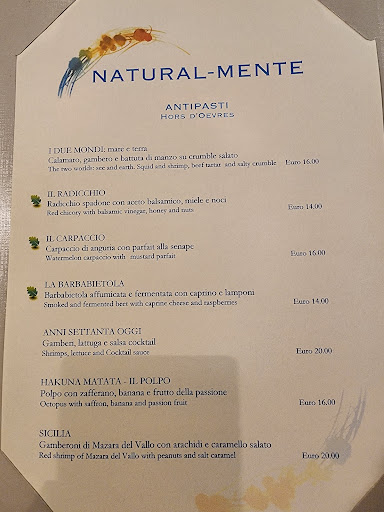 NATURAL-MENTE
ANTIPASTI
HORS D'OEVRES
I DUE MONDI: mare e terra
Calamaro, gambero e battuta di manzo su crumble salato
The two worlds: see and earth. Squid and shrimp, beef tartar and salty crumble Euro 16.00
IL RADICCHIO
Radicchio spadone con aceto balsamico, miele e noci
Red chicory with balsamic vinegar, honey and nuts Euro 14.00
IL CARPACCIO
Carpaccio di anguria con parfait alla senape
Watermelon carpaccio with mustard parfait Euro 16.00
LA BARBABIETOLA
Barbabietola affumicata e fermentata con caprino e lamponi
Smoked and fermented beet with caprine cheese and raspberries Euro 14.00
ANNI SETTANTA OGGI
Gamberi, lattuga e salsa cocktail
Shrimps, lettuce and Cocktail sauce Euro 20.00
HAKUNA MATATA - IL POLPO
Polpo con zafferano, banana e frutto della passione
Octopus with saffron, banana and passion fruit Euro 16.00
SICILIA
Gamberoni di Mazara del Vallo con arachidi e caramello salato
Red shrimp of Mazara del Vallo with peanuts and salt caramel Euro 20.00